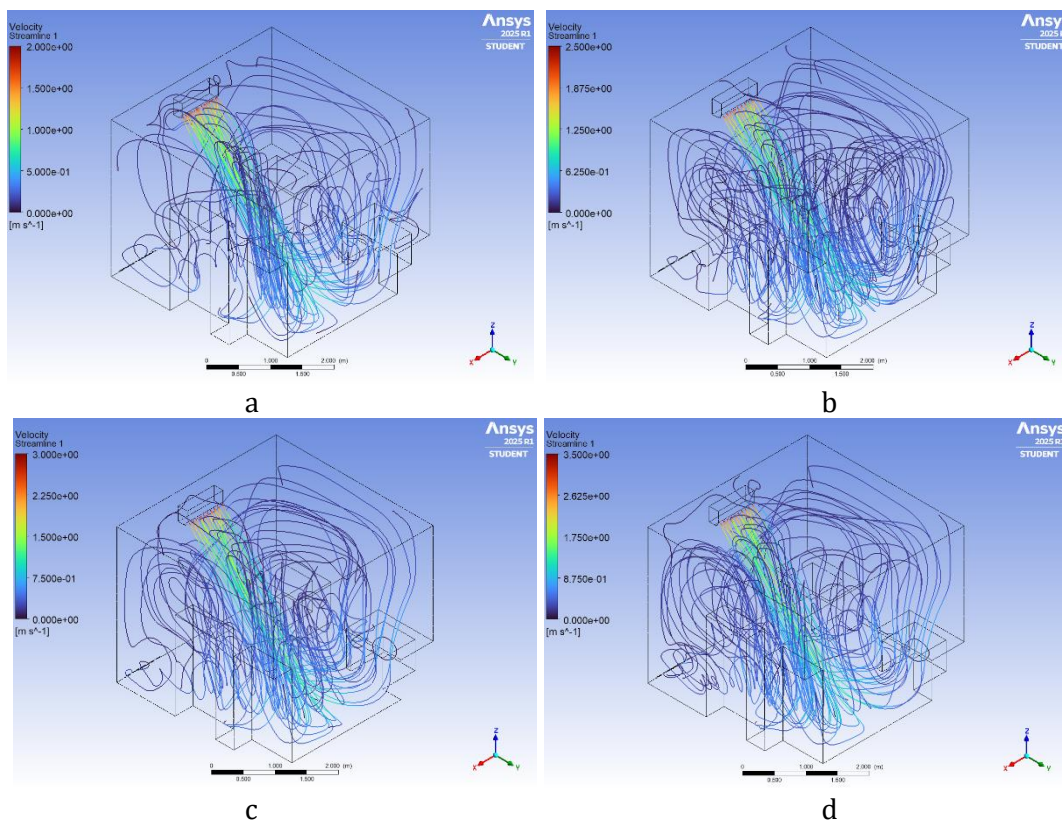 Velocity
Streamline 1
2.000e+00
1.500e+00
1.000e+00
5.000e-01
0.000e+00
[m s^-1]
Ansys
2025 R1
STUDENT
0 1.000 2.000 (m)
0.500 1.500
Z
X Y
a
Velocity
Streamline 1
2.500e+00
1.875e+00
1.250e+00
6.250e-01
0.000e+00
[m s^-1]
Ansys
2025
STUDENT
0 1.000 2.000
0.500 1.500
Z
X Y
b
Velocity
Streamline 1
3.000e+00
2.250e+00
1.500e+00
7.500e-01
0.000e+00
[m s^-1]
Ansys
2025 R1
STUDENT
0 1.000 2.000 (m)
0.500 1.500
Z
X Y
c
Velocity
Streamline 1
3.500e+00
2.625e+00
1.750e+00
8.750e-01
0.000e+00
[m s^-1]
Ansys
2025 R1
STUDENT
0 1.000 2.000 (m)
0.500 1.500
Z
X Y
d